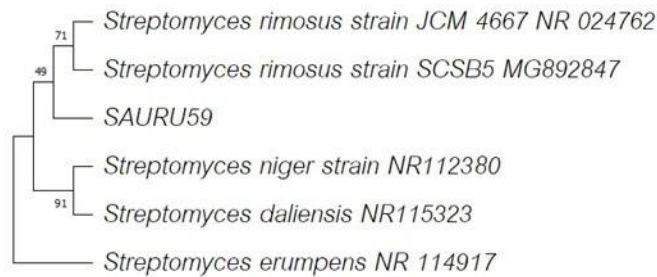 Streptomyces rimosus strain JCM 4667 NR 024762
71
Streptomyces rimosus strain SCSB5 MG892847
49
SAURU59
Streptomyces niger strain NR112380
91
Streptomyces daliensis NR115323
Streptomyces erumpens NR 114917